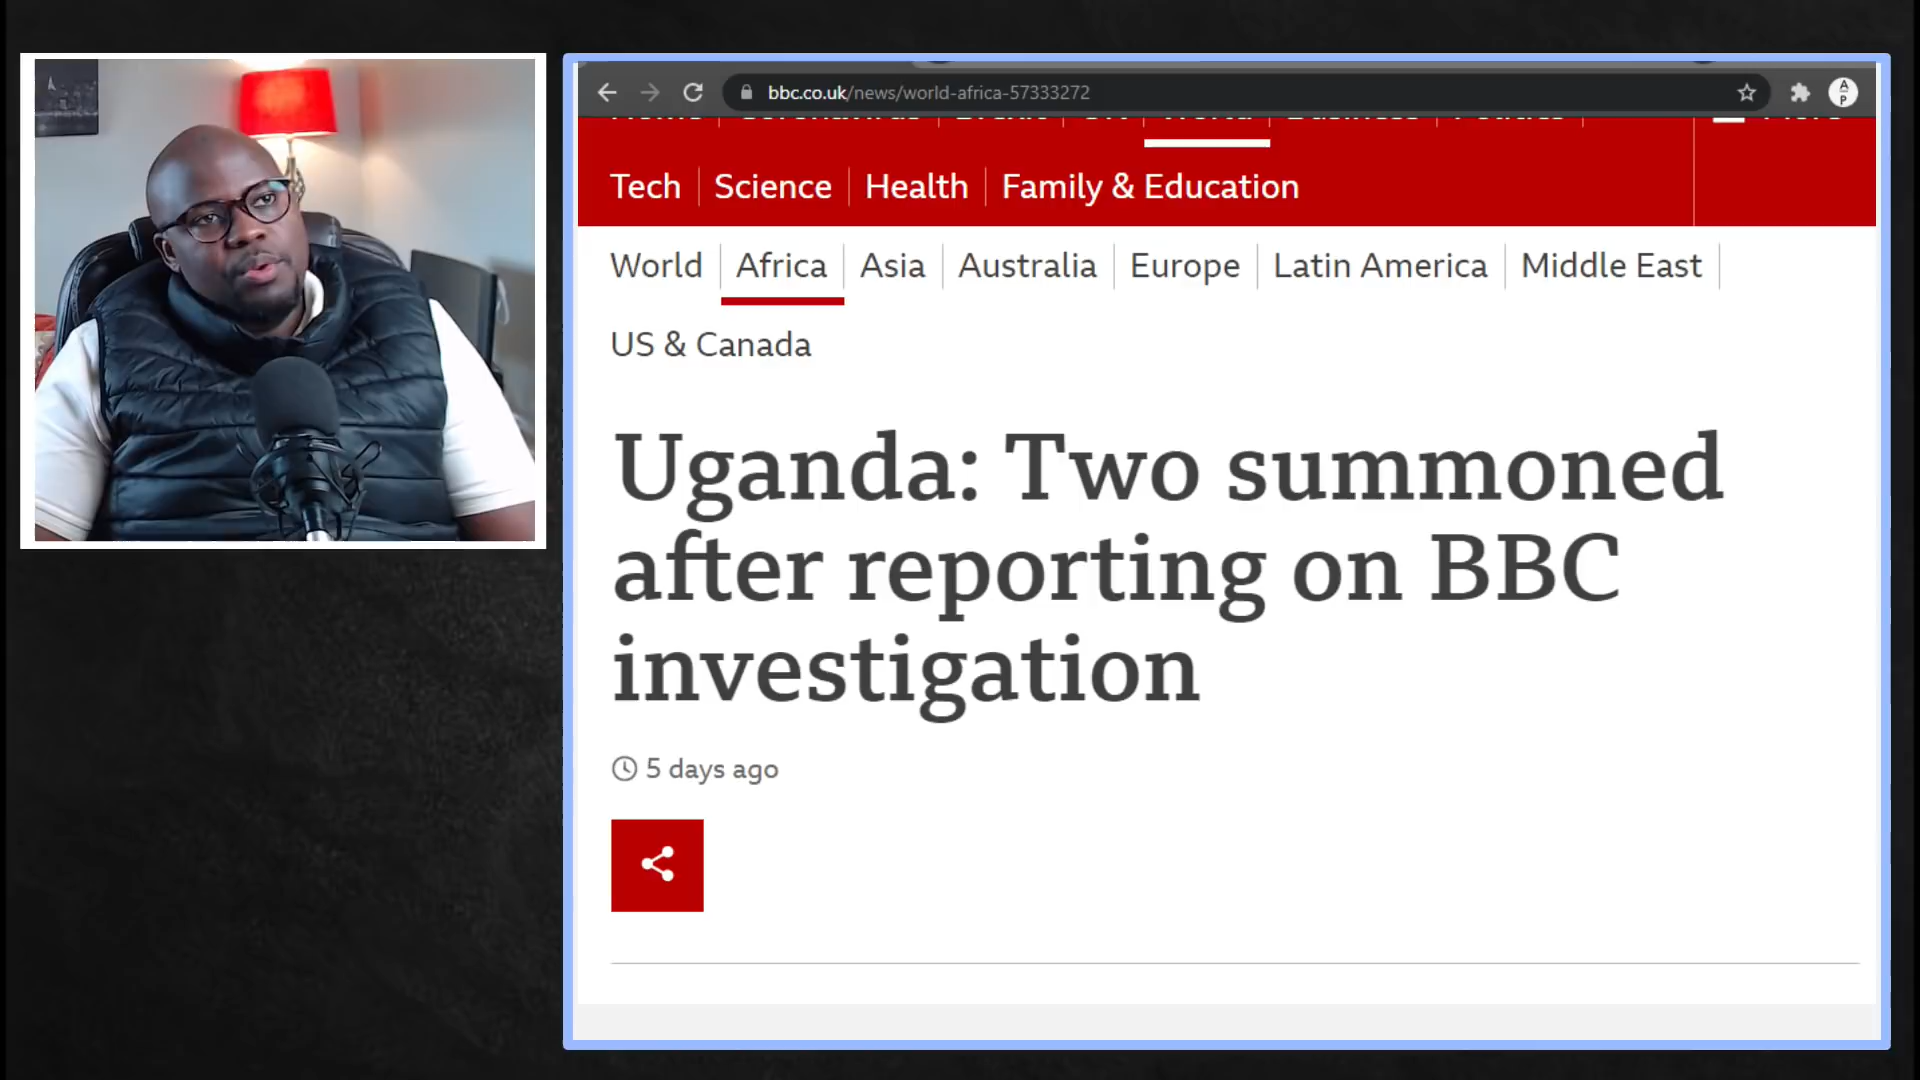 bbc.co.uk/news/world-africa-57333272
A
P
Tech Science Health Family & Education
World Africa Asia Australia Europe Latin America Middle East
US & Canada
Uganda: Two summoned
after reporting on BBC
investigation
5 days ago